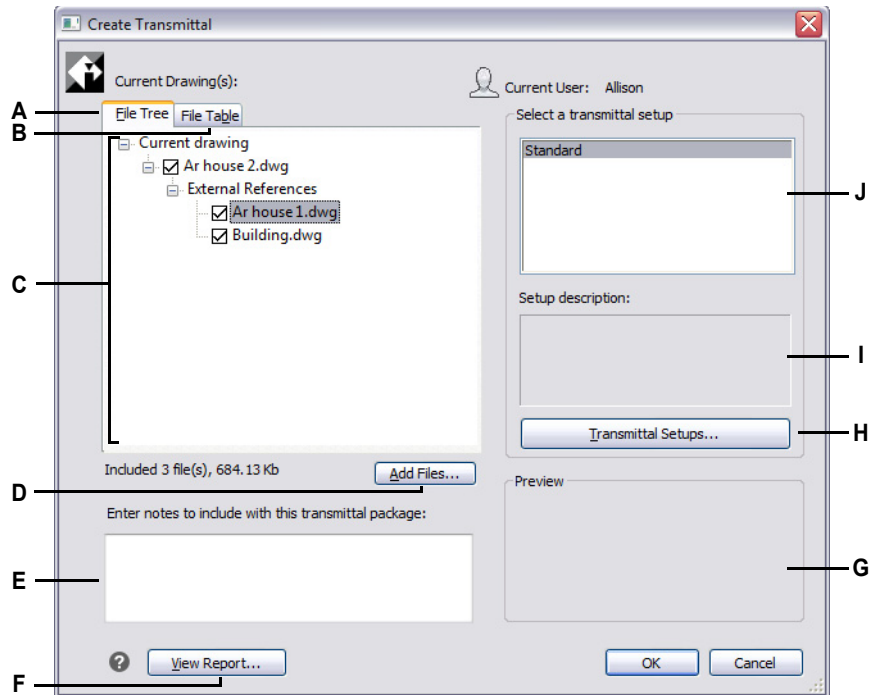 Create Transmittal
Current Drawing(s):
Current User: Allison
A
File Tree
File Table
B
Select a transmittal setup
Current drawing
Ar house 2.dwg
External References
Ar house 1.dwg
Building.dwg
C
Standard
J
Setup description:
I
Transmittal Setups...
H
Included 3 file(s), 684.13 Kb
Add Files...
D
Preview
G
Enter notes to include with this transmittal package:
E
?
View Report...
F
OK
Cancel